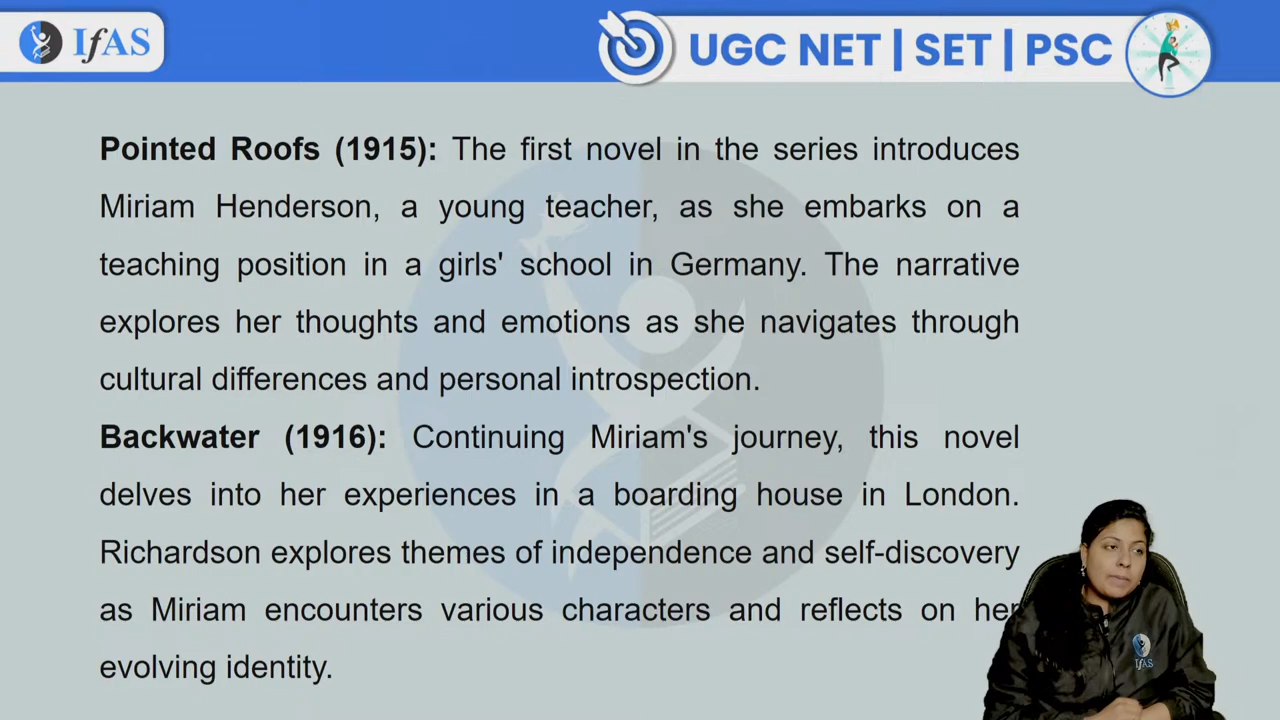 IfAS
UGC NET | SET | PSC
Pointed Roofs (1915): The first novel in the series introduces
Miriam Henderson, a young teacher, as she embarks on a
teaching position in a girls' school in Germany. The narrative
explores her thoughts and emotions as she navigates through
cultural differences and personal introspection.
Backwater (1916): Continuing Miriam's journey, this novel
delves into her experiences in a boarding house in London.
Richardson explores themes of independence and self-discovery
as Miriam encounters various characters and reflects on her
evolving identity.
IfAS